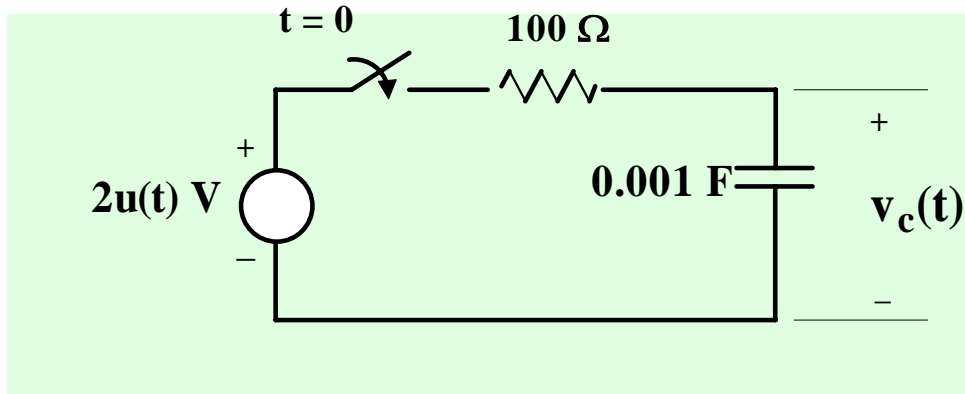 t = 0
100 Ω
+
+
2u(t) V
0.001 F
v_c(t)
−
−